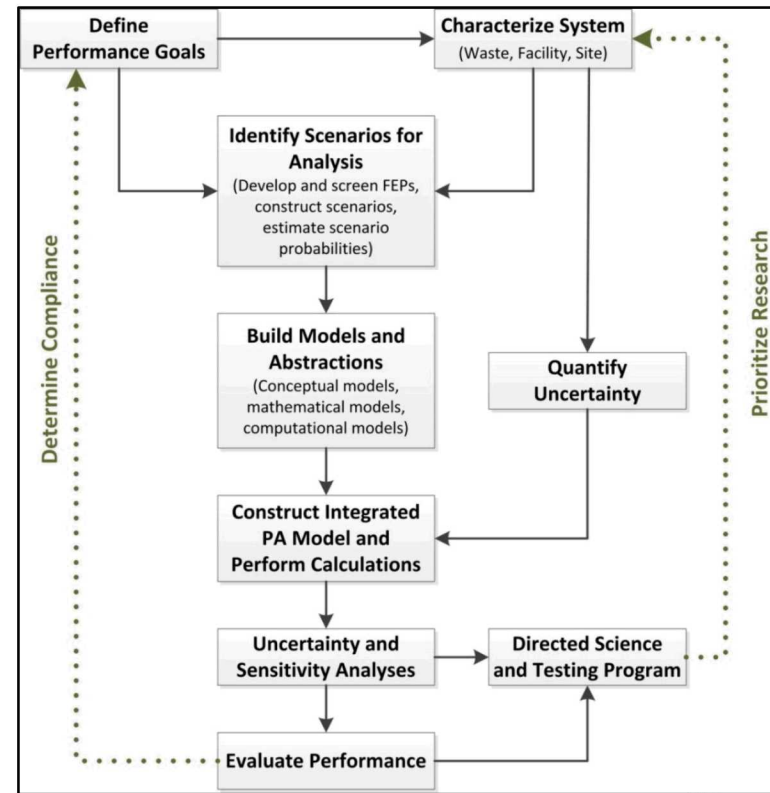 Define
Performance Goals
Characterize System
(Waste, Facility, Site)
Identify Scenarios for
Analysis
(Develop and screen FEPs,
construct scenarios,
estimate scenario
probabilities)
Build Models and
Abstractions
(Conceptual models,
mathematical models,
computational models)
Quantify
Uncertainty
Construct Integrated
PA Model and
Perform Calculations
Uncertainty and
Sensitivity Analyses
Directed Science
and Testing Program
Evaluate Performance
Determine Compliance
Prioritize Research